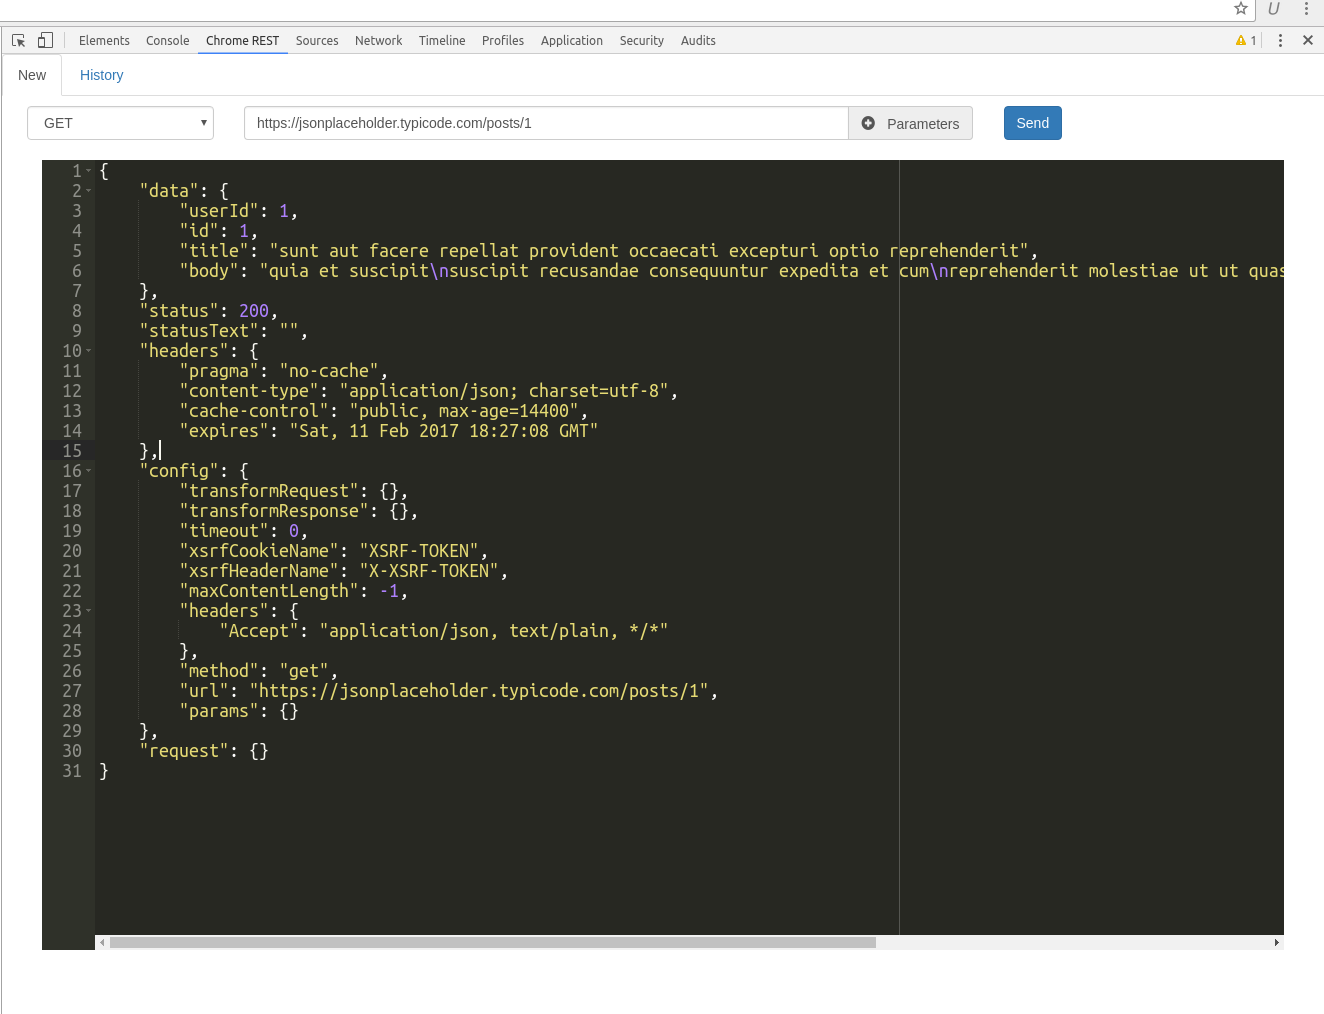 Elements Console Chrome REST Sources Network Timeline Profiles Application Security Audits 1
New History
GET https://jsonplaceholder.typicode.com/posts/1 Parameters Send
1 {
2 "data": {
3 "userId": 1,
4 "id": 1,
5 "title": "sunt aut facere repellat provident occaecati excepturi optio reprehenderit",
6 "body": "quia et suscipit\nsuscipit recusandae consequuntur expedita et cum\nreprehenderit molestiae ut ut quas
7 },
8 "status": 200,
9 "statusText": "",
10 "headers": {
11 "pragma": "no-cache",
12 "content-type": "application/json; charset=utf-8",
13 "cache-control": "public, max-age=14400",
14 "expires": "Sat, 11 Feb 2017 18:27:08 GMT"
15 },
16 "config": {
17 "transformRequest": {},
18 "transformResponse": {},
19 "timeout": 0,
20 "xsrfCookieName": "XSRF-TOKEN",
21 "xsrfHeaderName": "X-XSRF-TOKEN",
22 "maxContentLength": -1,
23 "headers": {
24 "Accept": "application/json, text/plain, */*"
25 },
26 "method": "get",
27 "url": "https://jsonplaceholder.typicode.com/posts/1",
28 "params": {}
29 },
30 "request": {}
31 }